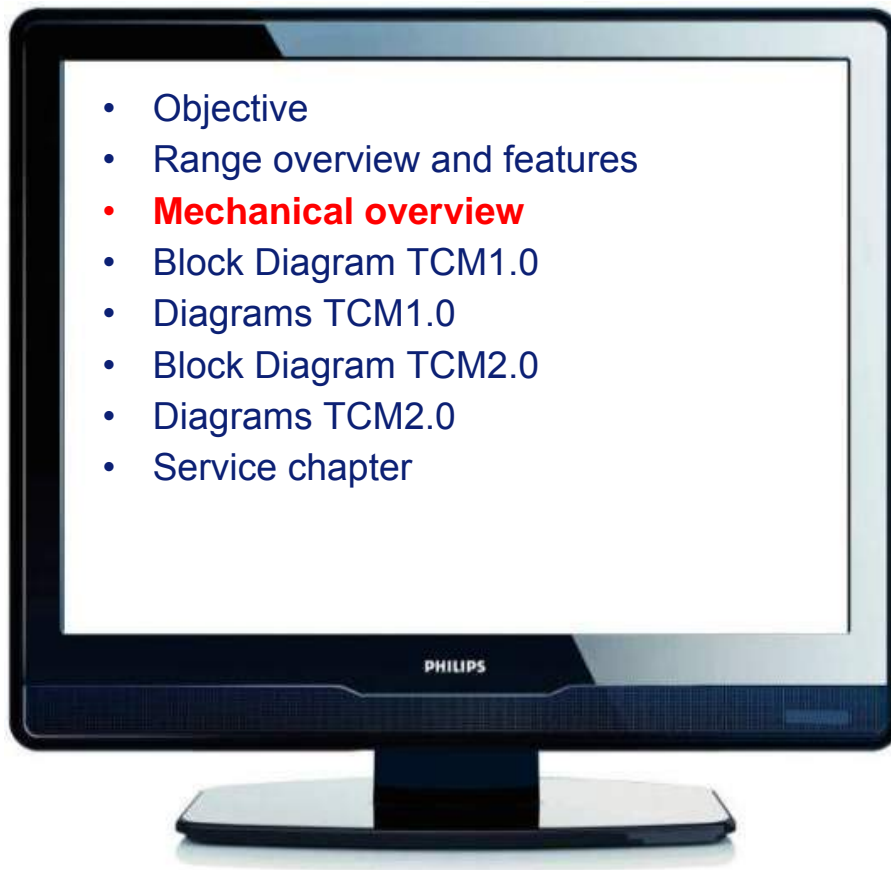 • Objective
• Range overview and features
• Mechanical overview
• Block Diagram TCM1.0
• Diagrams TCM1.0
• Block Diagram TCM2.0
• Diagrams TCM2.0
• Service chapter
PHILIPS